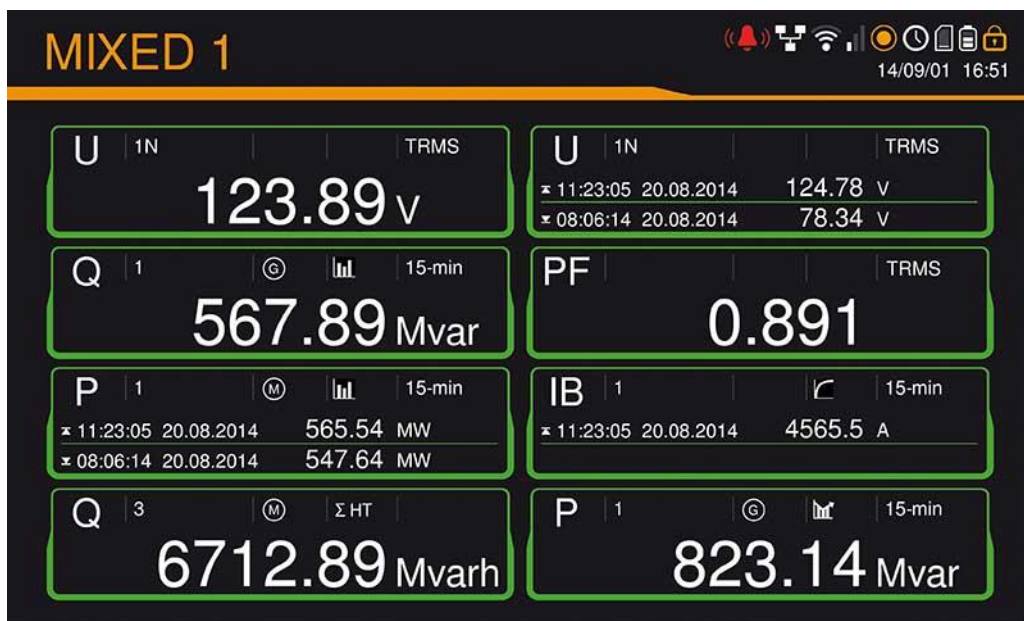 MIXED 1
14/09/01 16:51
U 1N TRMS
123.89 V
U 1N TRMS
11:23:05 20.08.2014 124.78 V
08:06:14 20.08.2014 78.34 V
Q 1 G 15-min
567.89 Mvar
PF TRMS
0.891
P 1 M 15-min
11:23:05 20.08.2014 565.54 MW
08:06:14 20.08.2014 547.64 MW
IB 1 15-min
11:23:05 20.08.2014 4565.5 A
Q 3 M Σ HT
6712.89 Mvarh
P 1 G 15-min
823.14 Mvar